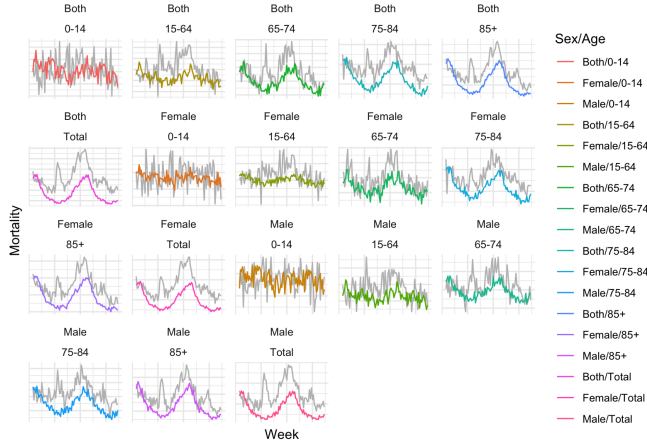 Both
0-14
Both
15-64
Both
65-74
Both
75-84
Both
85+
Both
Total
Female
0-14
Female
15-64
Female
65-74
Female
75-84
Female
85+
Female
Total
Male
0-14
Male
15-64
Male
65-74
Male
75-84
Male
85+
Male
Total
Mortality
Week
Sex/Age
Both/0-14
Female/0-14
Male/0-14
Both/15-64
Female/15-64
Male/15-64
Both/65-74
Female/65-74
Male/65-74
Both/75-84
Female/75-84
Male/75-84
Both/85+
Female/85+
Male/85+
Both/Total
Female/Total
Male/Total